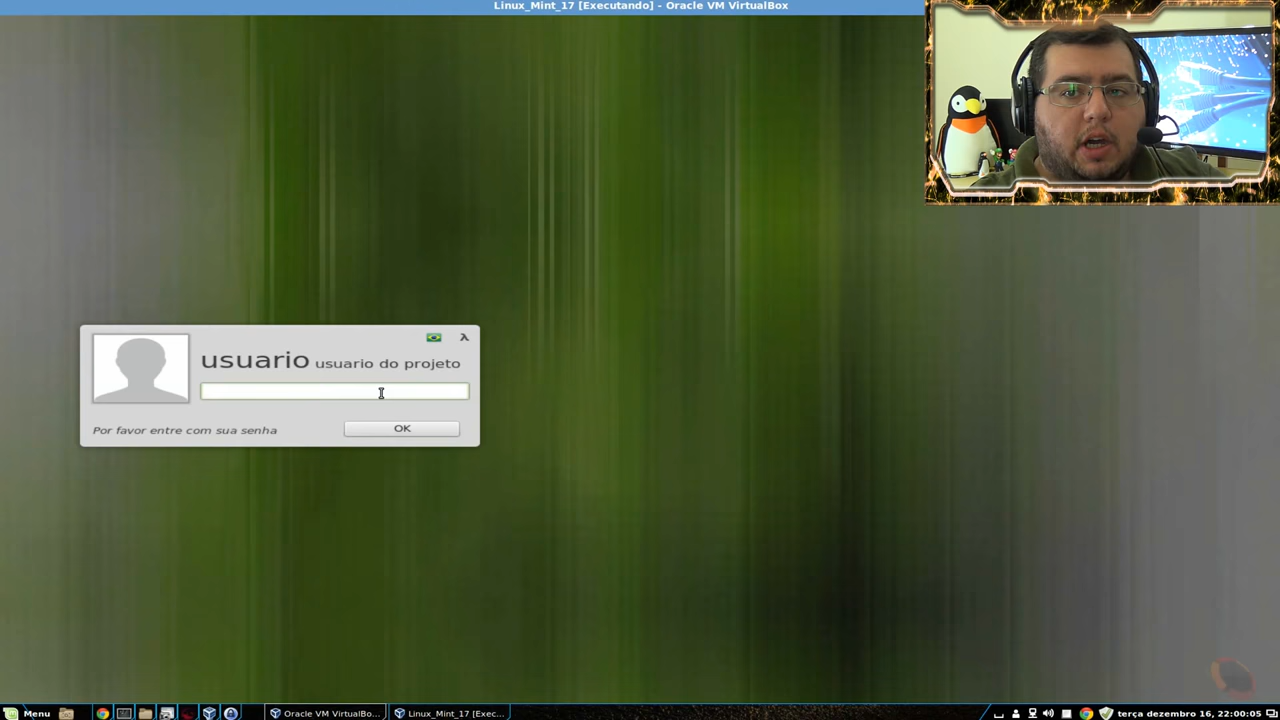 Linux_Mint_17 [Executando] - Oracle VM VirtualBox
usuario usuario do projeto
Por favor entre com sua senha
OK
Menu
Oracle VM VirtualBo...
Linux_Mint_17 [Exec...
terça dezembro 16, 22:00:05